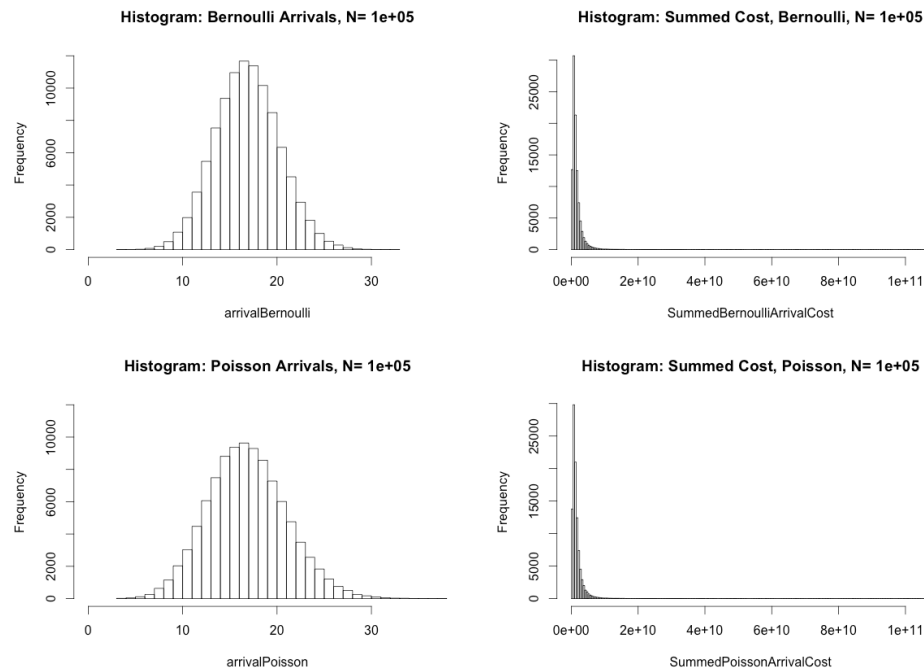 Histogram: Bernoulli Arrivals, N= 1e+05
Frequency
0 2000 6000 10000
0 10 20 30
arrivalBernoulli
Histogram: Summed Cost, Bernoulli, N= 1e+05
Frequency
0 5000 15000 25000
0e+00 2e+10 4e+10 6e+10 8e+10 1e+11
SummedBernoulliArrivalCost
Histogram: Poisson Arrivals, N= 1e+05
Frequency
0 2000 6000 10000
0 10 20 30
arrivalPoisson
Histogram: Summed Cost, Poisson, N= 1e+05
Frequency
0 5000 15000 25000
0e+00 2e+10 4e+10 6e+10 8e+10 1e+11
SummedPoissonArrivalCost